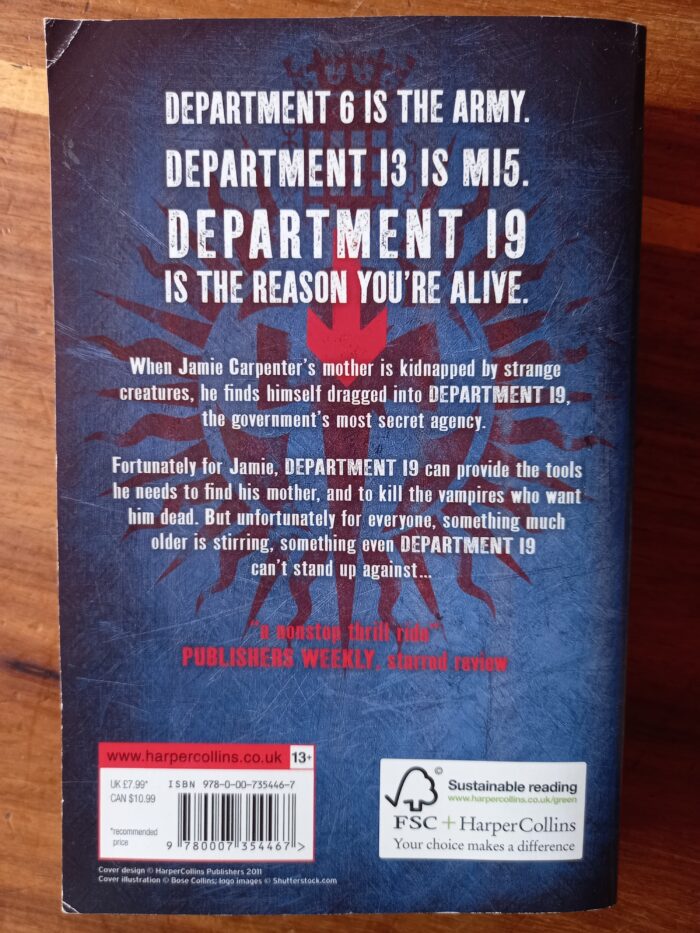 DEPARTMENT 6 IS THE ARMY.
DEPARTMENT 13 IS MI5.
DEPARTMENT 19
IS THE REASON YOU'RE ALIVE.
When Jamie Carpenter's mother is kidnapped by strange
creatures, he finds himself dragged into DEPARTMENT 19,
the government's most secret agency.
Fortunately for Jamie, DEPARTMENT 19 can provide the tools
he needs to find his mother, and to kill the vampires who want
him dead. But unfortunately for everyone, something much
older is stirring, something even DEPARTMENT 19
can't stand up against...
"a nonstop thrill ride"
PUBLISHERS WEEKLY, starred review
www.harpercollins.co.uk 13+
UK £7.99*
CAN $10.99
*recommended
price
ISBN 978-0-00-735446-7
9 780007 354467 >
Sustainable reading
www.harpercollins.co.uk/green
FSC + HarperCollins
Your choice makes a difference
Cover design © HarperCollins Publishers 2011
Cover illustration © Bose Collins; logo images © Shutterstock.com